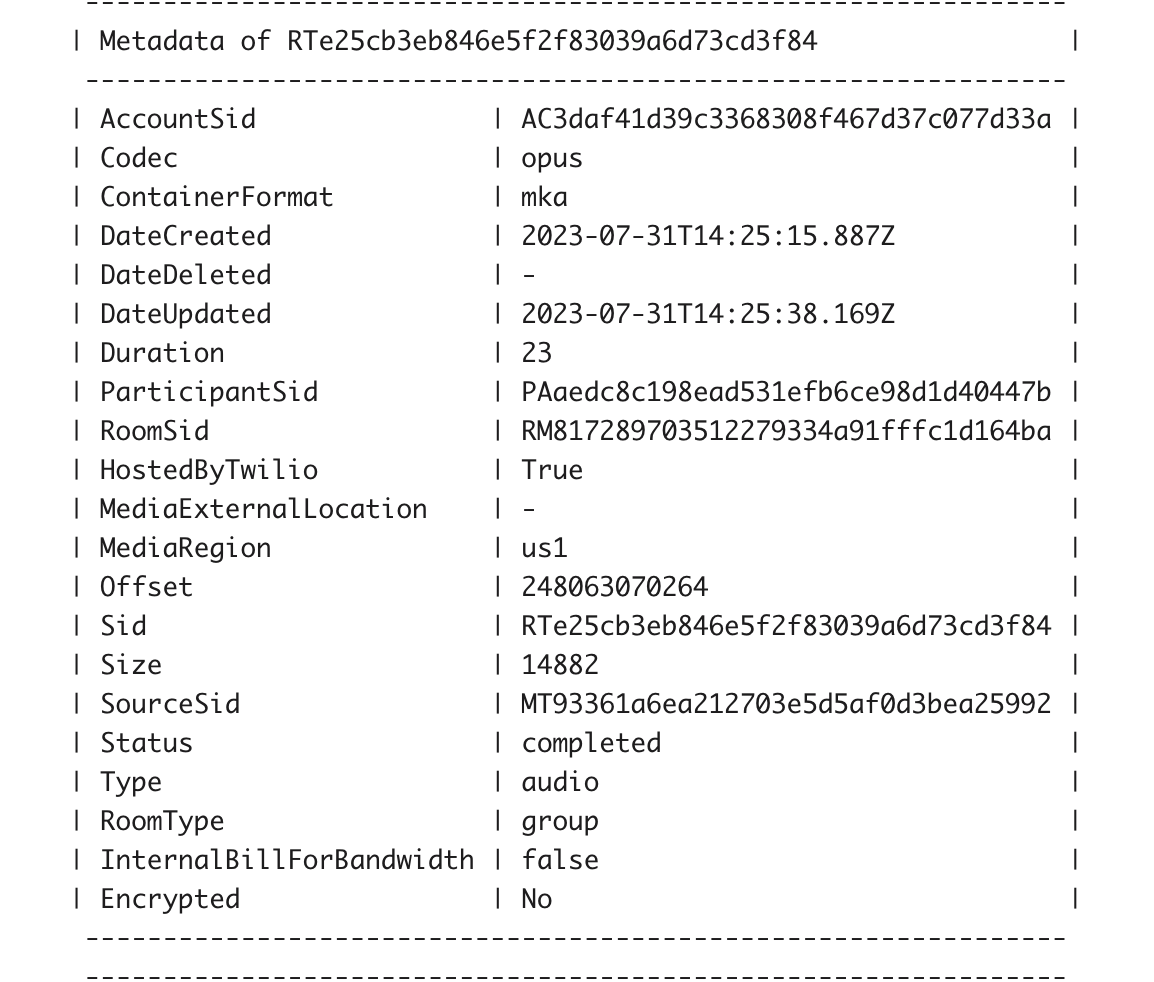 -----------------------------------------------------------------
| Metadata of RTe25cb3eb846e5f2f83039a6d73cd3f84 |
-----------------------------------------------------------------
| AccountSid | AC3daf41d39c3368308f467d37c077d33a |
| Codec | opus |
| ContainerFormat | mka |
| DateCreated | 2023-07-31T14:25:15.887Z |
| DateDeleted | - |
| DateUpdated | 2023-07-31T14:25:38.169Z |
| Duration | 23 |
| ParticipantSid | PAaedc8c198ead531efb6ce98d1d40447b |
| RoomSid | RM817289703512279334a91fffc1d164ba |
| HostedByTwilio | True |
| MediaExternalLocation | - |
| MediaRegion | us1 |
| Offset | 248063070264 |
| Sid | RTe25cb3eb846e5f2f83039a6d73cd3f84 |
| Size | 14882 |
| SourceSid | MT93361a6ea212703e5d5af0d3bea25992 |
| Status | completed |
| Type | audio |
| RoomType | group |
| InternalBillForBandwidth | false |
| Encrypted | No |
-----------------------------------------------------------------
-----------------------------------------------------------------